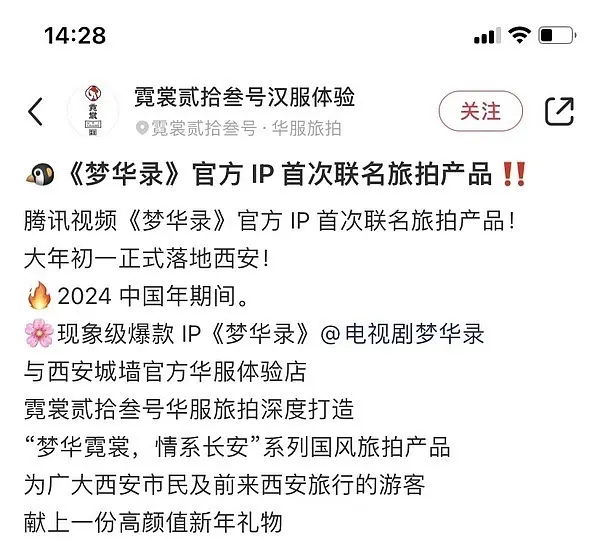 14:28
霓裳贰拾叁号汉服体验
关注
霓裳贰拾叁号·华服旅拍
🐧《梦华录》官方 IP 首次联名旅拍产品‼️
腾讯视频《梦华录》官方 IP 首次联名旅拍产品！
大年初一正式落地西安！
🔥2024 中国年期间。
🌸现象级爆款 IP《梦华录》@电视剧梦华录
与西安城墙官方华服体验店
霓裳贰拾叁号华服旅拍深度打造
“梦华霓裳，情系长安”系列国风旅拍产品
为广大西安市民及前来西安旅行的游客
献上一份高颜值新年礼物